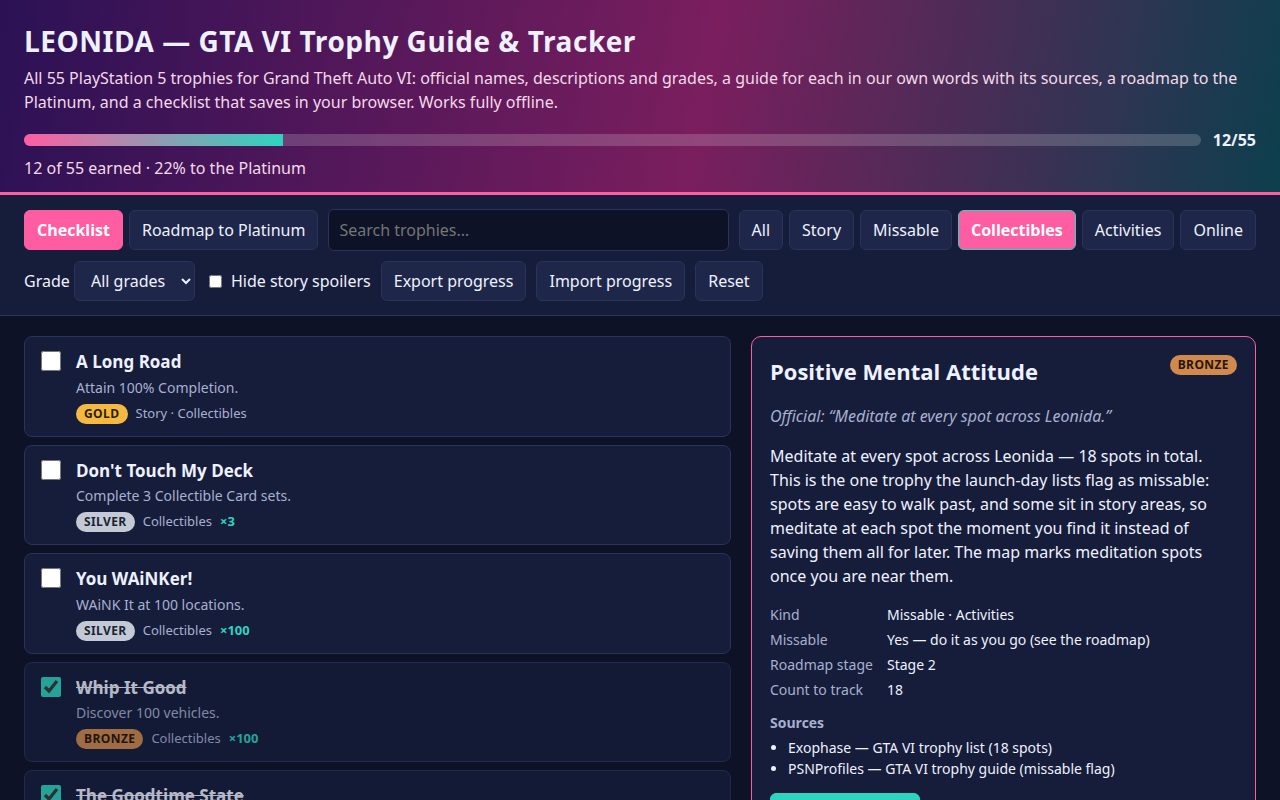 LEONIDA — GTA VI Trophy Guide & Tracker
All 55 PlayStation 5 trophies for Grand Theft Auto VI: official names, descriptions and grades, a guide for each in our own words with its sources, a roadmap to the
Platinum, and a checklist that saves in your browser. Works fully offline.
12/55
12 of 55 earned · 22% to the Platinum
Checklist Roadmap to Platinum Search trophies... All Story Missable Collectibles Activities Online
Grade All grades Hide story spoilers Export progress Import progress Reset
A Long Road
Attain 100% Completion.
GOLD Story · Collectibles
Don't Touch My Deck
Complete 3 Collectible Card sets.
SILVER Collectibles ×3
You WAiNKer!
WAiNK It at 100 locations.
SILVER Collectibles ×100
Whip It Good
Discover 100 vehicles.
BRONZE Collectibles ×100
The Goodtime State
Positive Mental Attitude BRONZE
Official: “Meditate at every spot across Leonida.”
Meditate at every spot across Leonida — 18 spots in total.
This is the one trophy the launch-day lists flag as missable:
spots are easy to walk past, and some sit in story areas, so
meditate at each spot the moment you find it instead of
saving them all for later. The map marks meditation spots
once you are near them.
Kind Missable · Activities
Missable Yes — do it as you go (see the roadmap)
Roadmap stage Stage 2
Count to track 18
Sources
• Exophase — GTA VI trophy list (18 spots)
• PSNProfiles — GTA VI trophy guide (missable flag)